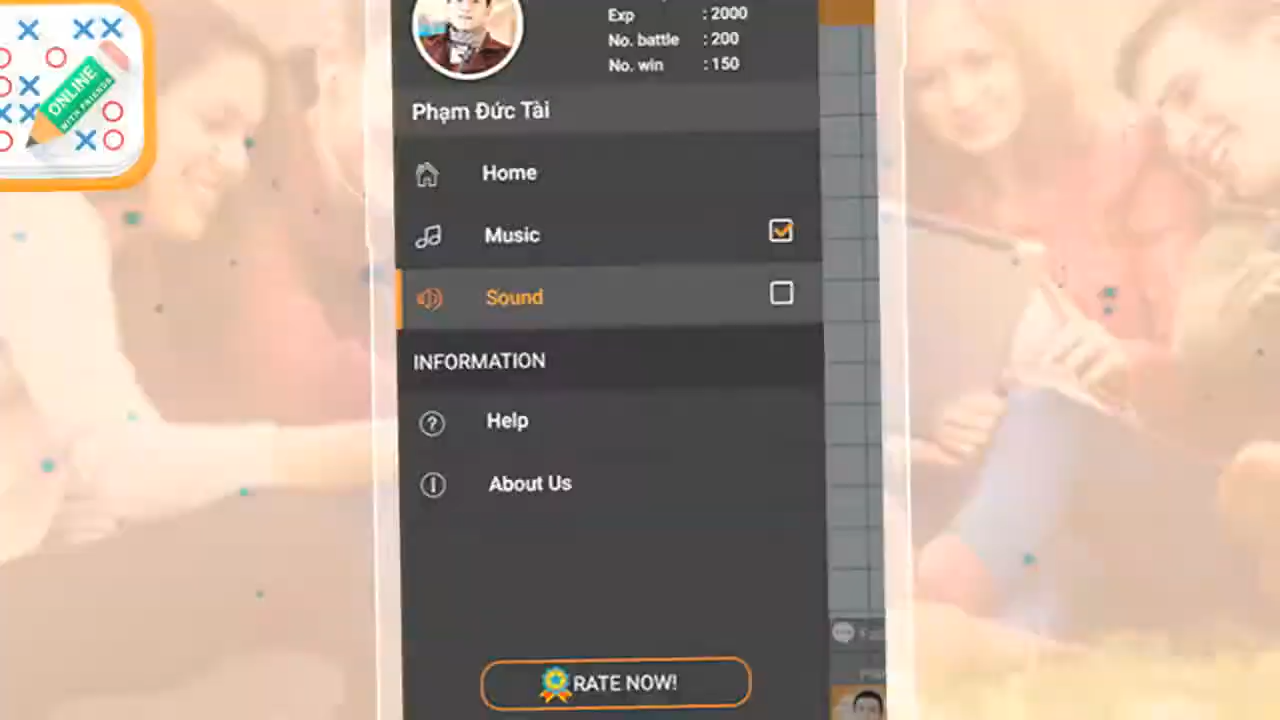 ONLINE
WITH FRIENDS
Exp : 2000
No. battle : 200
No. win : 150
Phạm Đức Tài
Home
Music
Sound
INFORMATION
Help
About Us
RATE NOW!